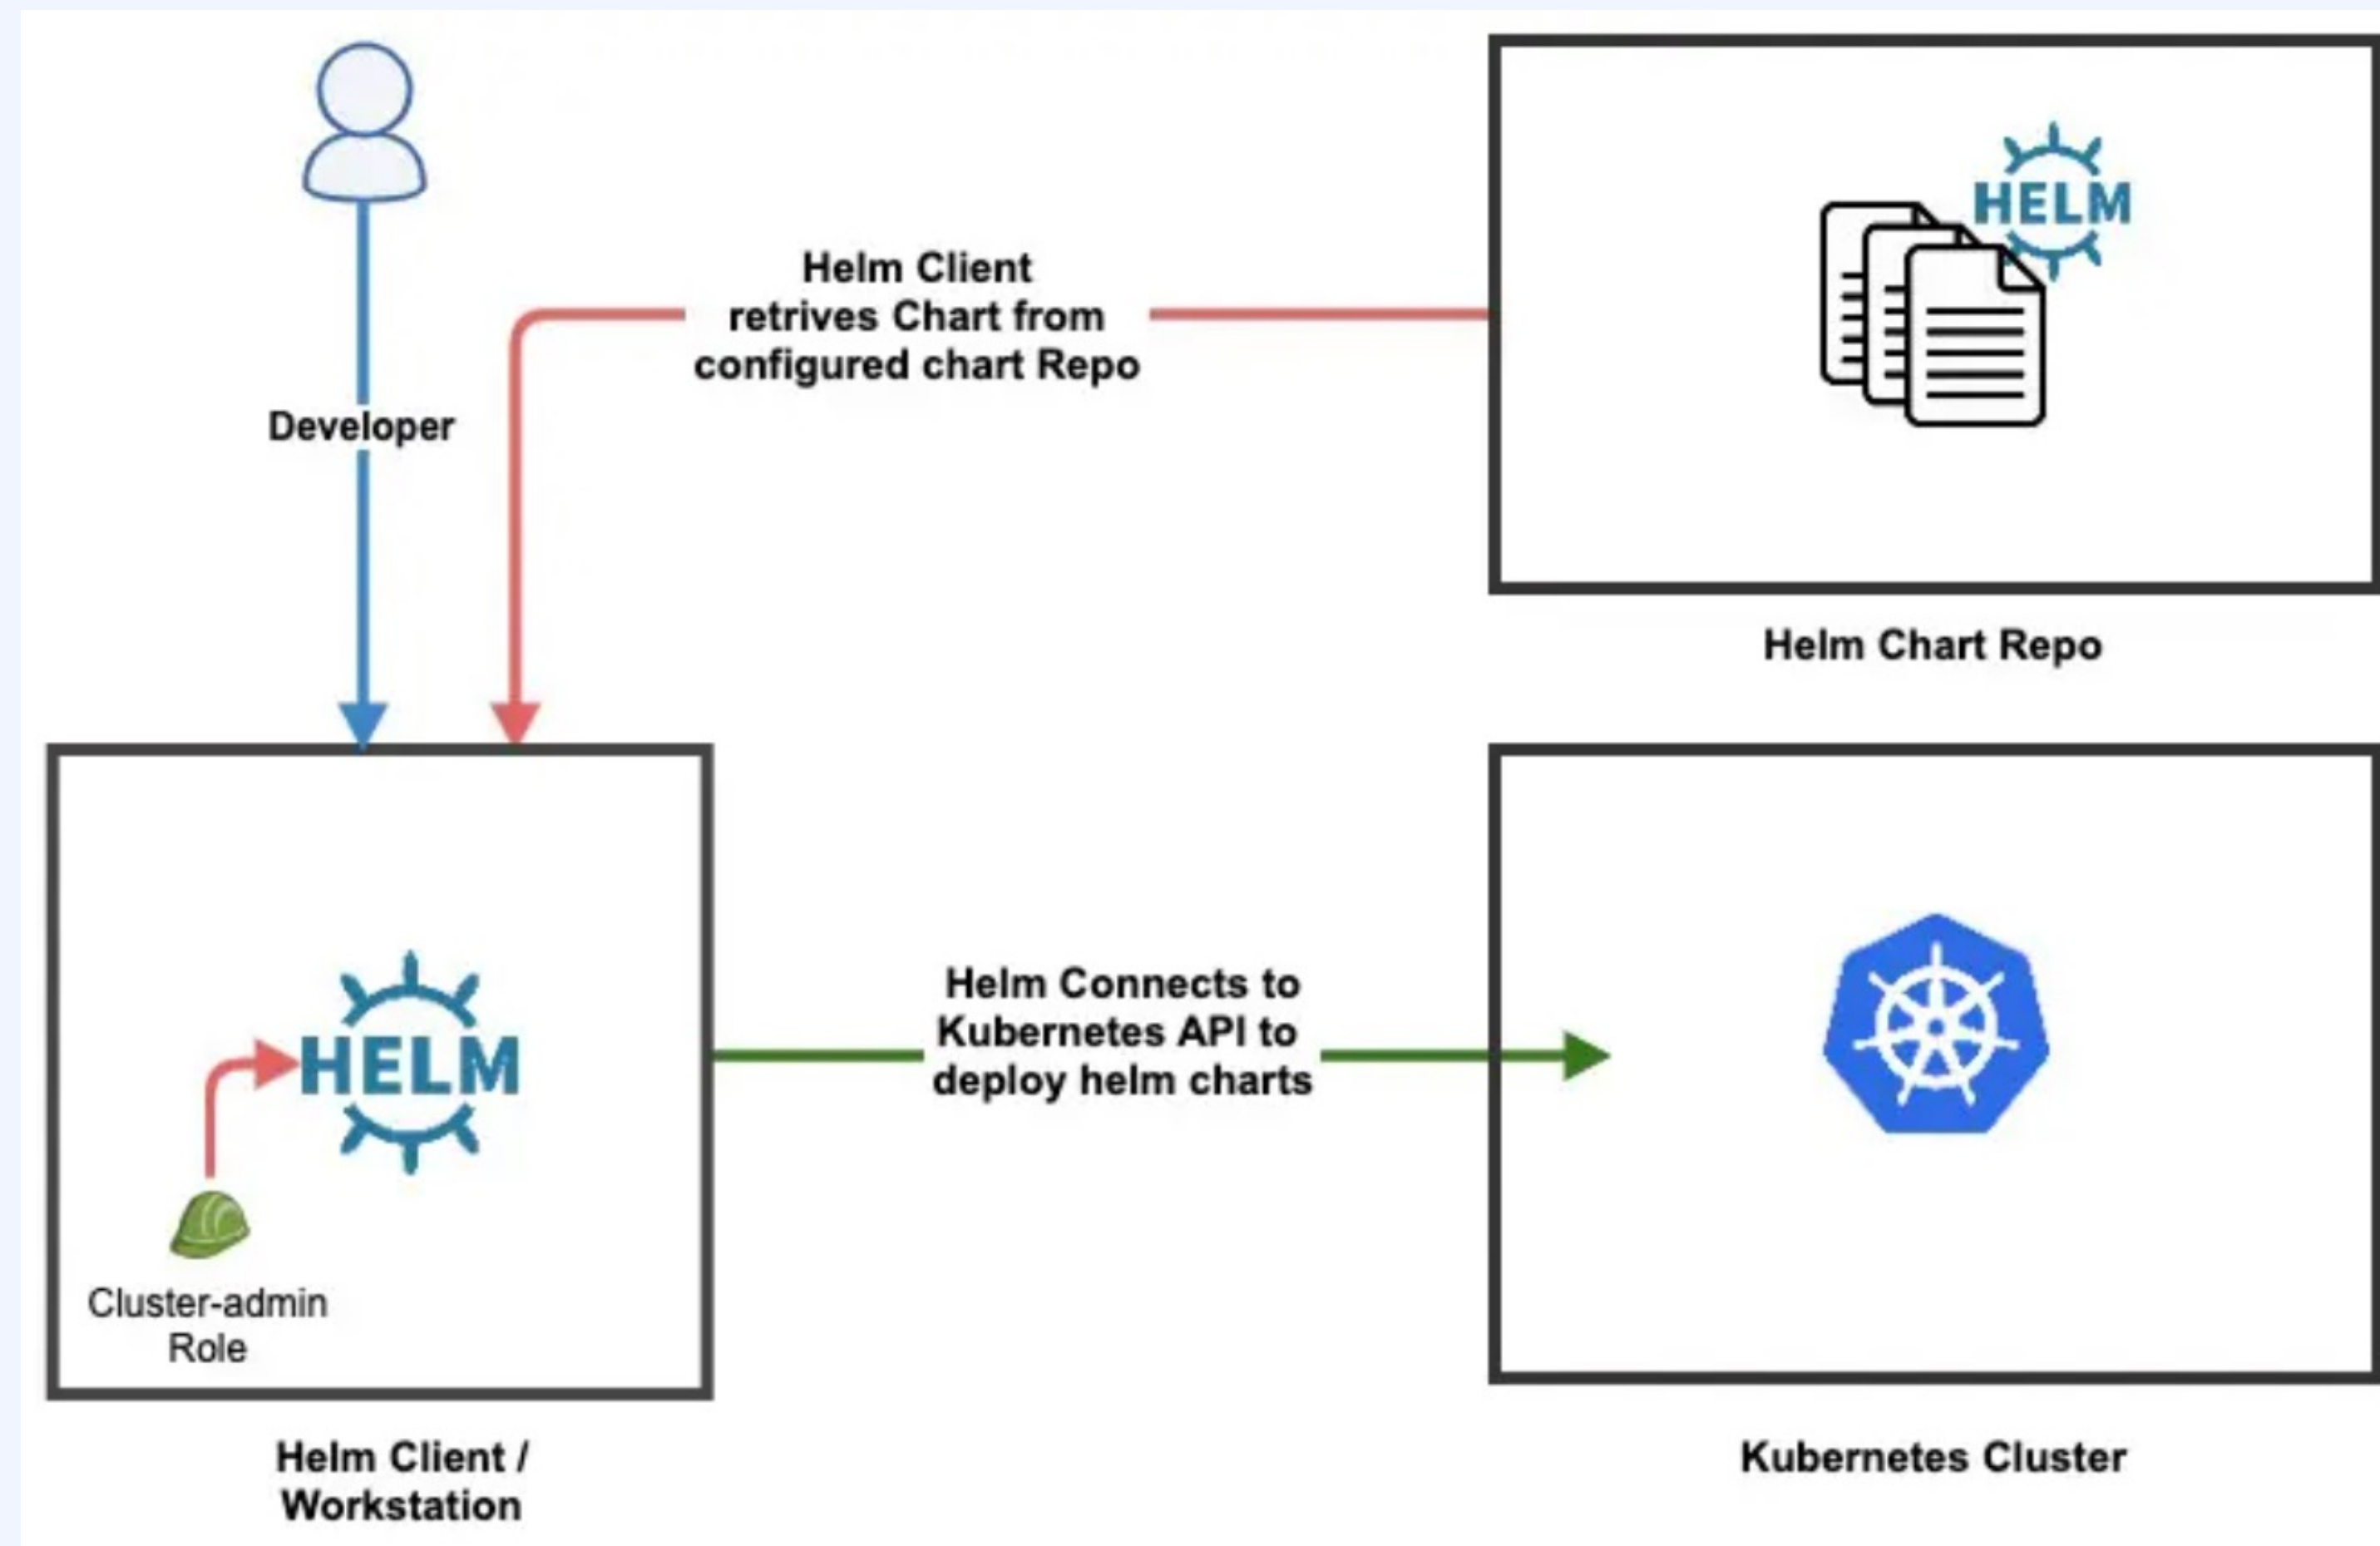 HELM
Helm Client
retrives Chart from
configured chart Repo
Developer
Helm Chart Repo
HELM
Cluster-admin
Role
Helm Connects to
Kubernetes API to
deploy helm charts
Helm Client /
Workstation
Kubernetes Cluster